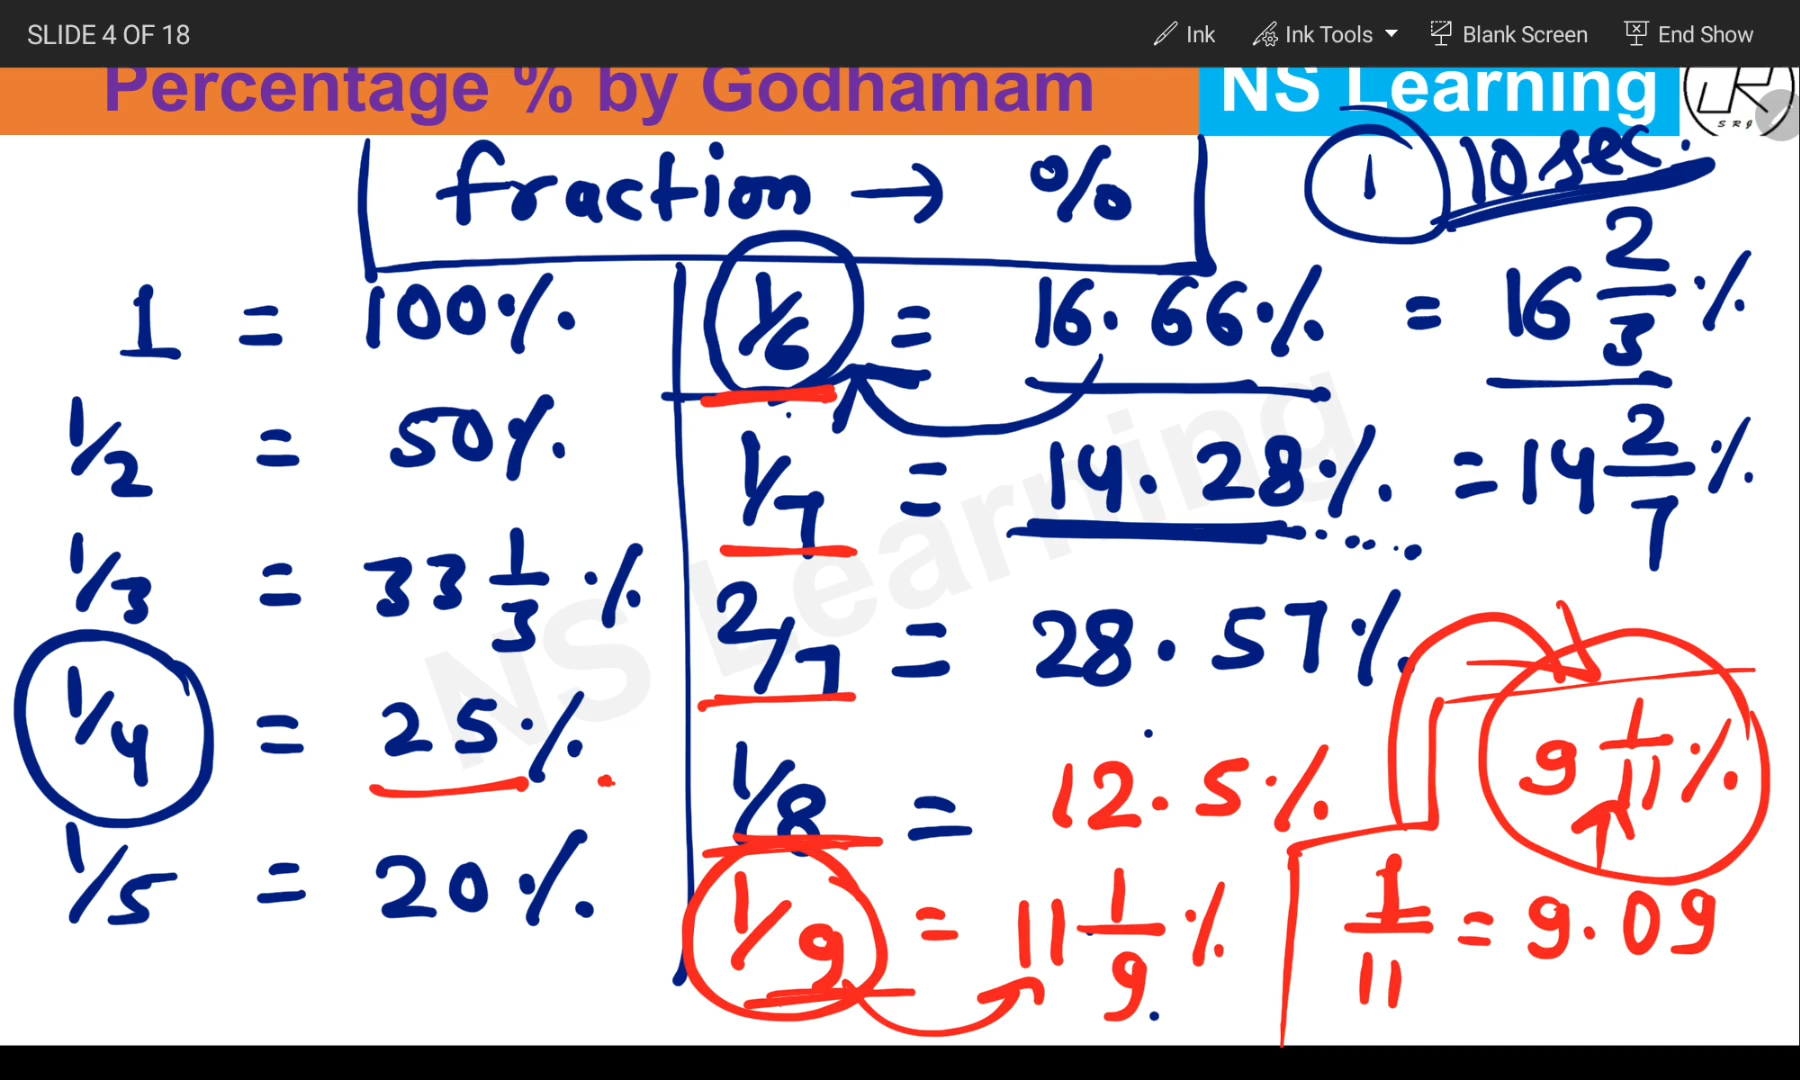 SLIDE 4 OF 18
Ink
Ink Tools
Blank Screen
End Show
Percentage % by Godhamam
NS Learning
SRJ
fraction → %
1 10 sec.
1 = 100%
1/2 = 50%
1/3 = 33 1/3 %
1/4 = 25%
1/5 = 20%
1/6 = 16.66% = 16 2/3 %
1/7 = 14.28% = 14 2/7 %
2/7 = 28.57%
1/8 = 12.5%
1/9 = 11 1/9 %
9 1/11 %
1/11 = 9.09
NS Learning